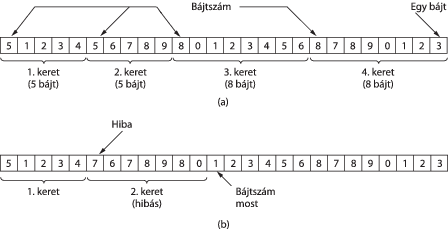 Bájtszám Egy bájt
5 1 2 3 4 5 6 7 8 9 8 0 1 2 3 4 5 6 8 7 8 9 0 1 2 3
1. keret 2. keret 3. keret 4. keret
(5 bájt) (5 bájt) (8 bájt) (8 bájt)
(a)
Hiba
5 1 2 3 4 7 6 7 8 9 8 0 1 2 3 4 5 6 8 7 8 9 0 1 2 3
1. keret 2. keret Bájtszám
(hibás) most
(b)